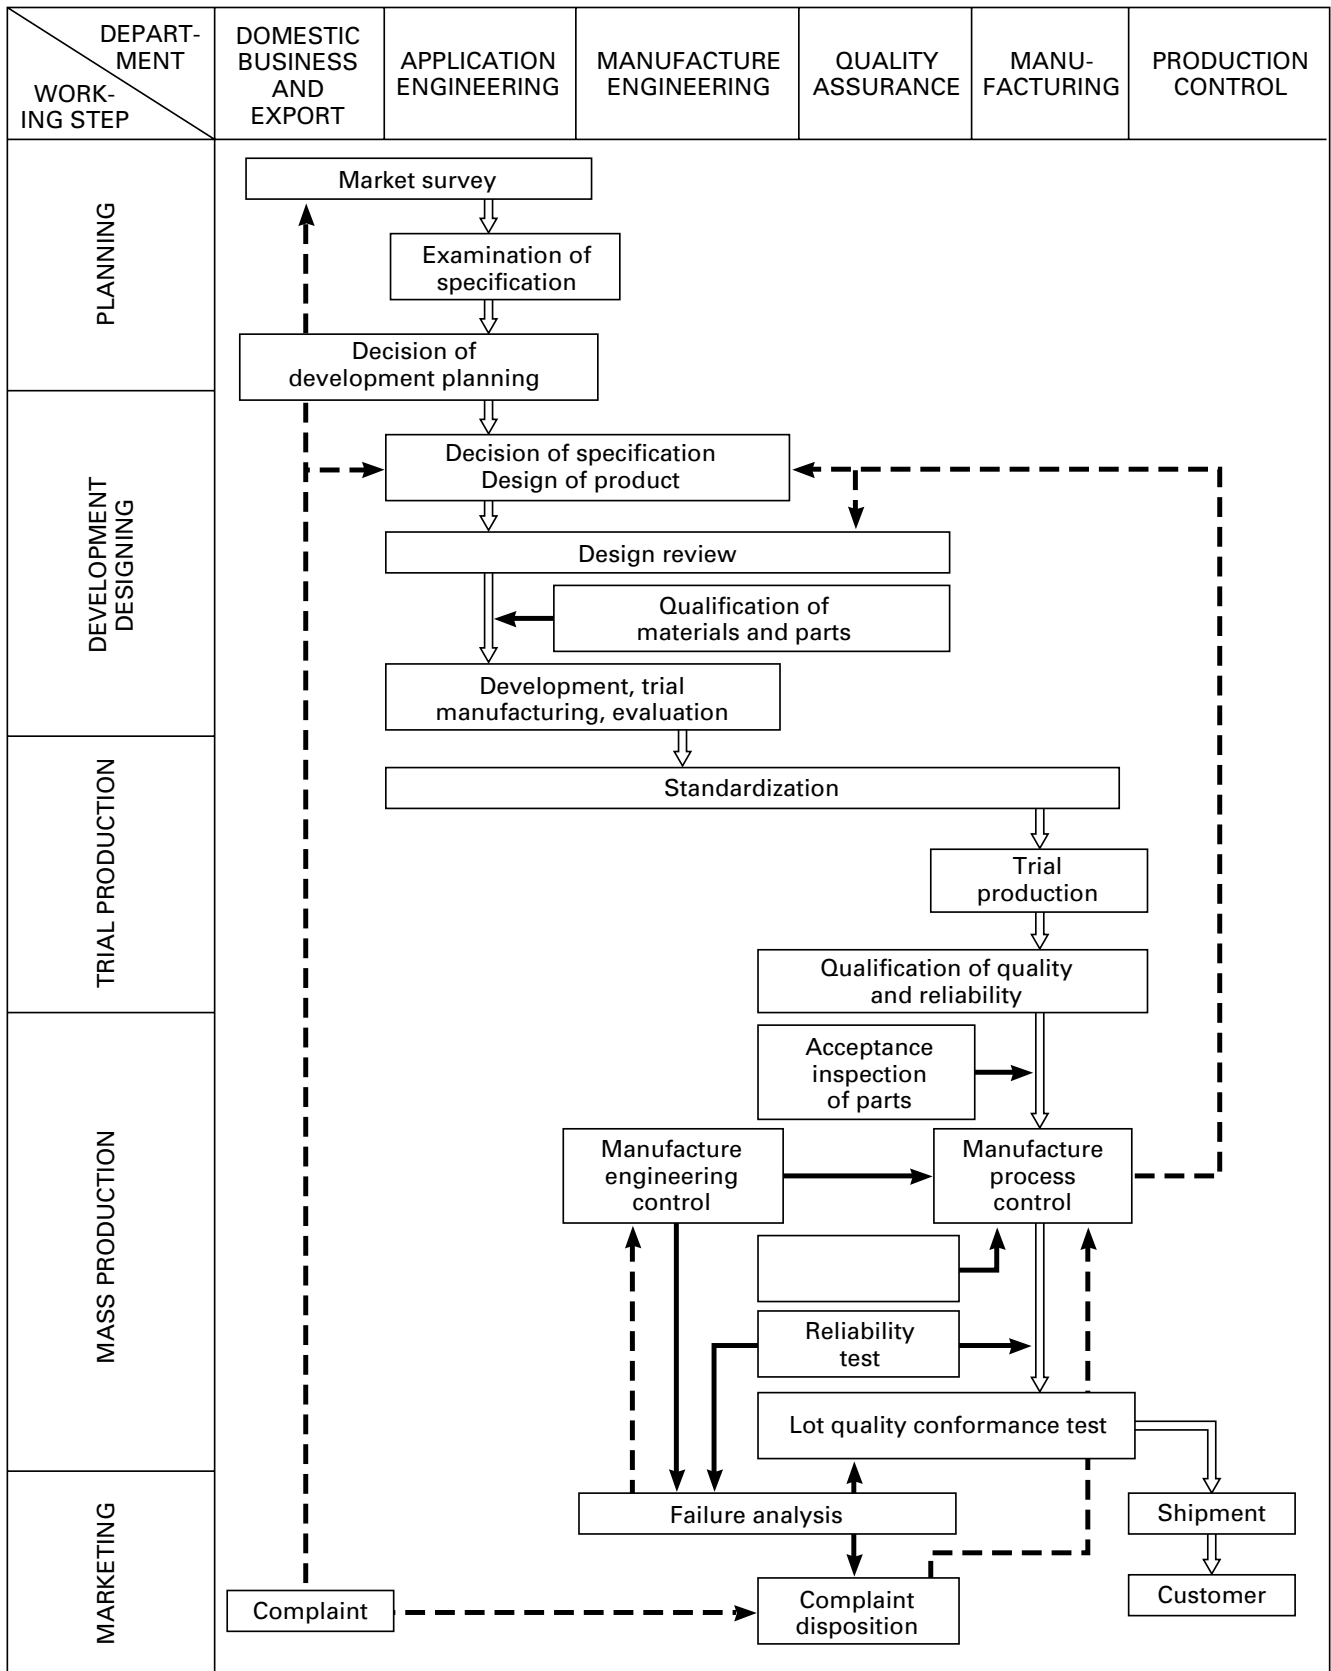 DEPART-
MENT
WORK-
ING STEP
DOMESTIC
BUSINESS
AND
EXPORT
APPLICATION
ENGINEERING
MANUFACTURE
ENGINEERING
QUALITY
ASSURANCE
MANU-
FACTURING
PRODUCTION
CONTROL
PLANNING
Market survey
Examination of
specification
Decision of
development planning
DEVELOPMENT
DESIGNING
Decision of specification
Design of product
Design review
Qualification of
materials and parts
Development, trial
manufacturing, evaluation
TRIAL PRODUCTION
Standardization
Trial
production
Qualification of quality
and reliability
MASS PRODUCTION
Acceptance
inspection
of parts
Manufacture
engineering
control
Manufacture
process
control
Reliability
test
Lot quality conformance test
MARKETING
Failure analysis
Shipment
Complaint
Complaint
disposition
Customer